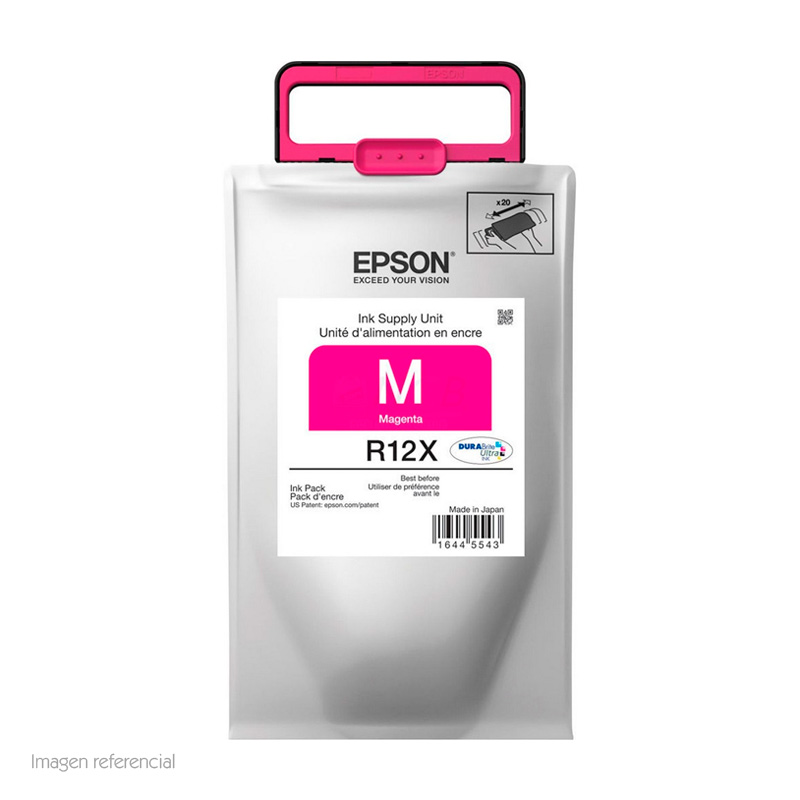 EPSON
x20
EPSON®
EXCEED YOUR VISION
Ink Supply Unit
Unité d'alimentation en encre
M
Magenta
R12X
DURABrite
Ultra
INK
Best before
Utiliser de préférence
avant le
Ink Pack
Pack d'encre
US Patent: epson.com/patent
Made in Japan
1644 5543
Imagen referencial